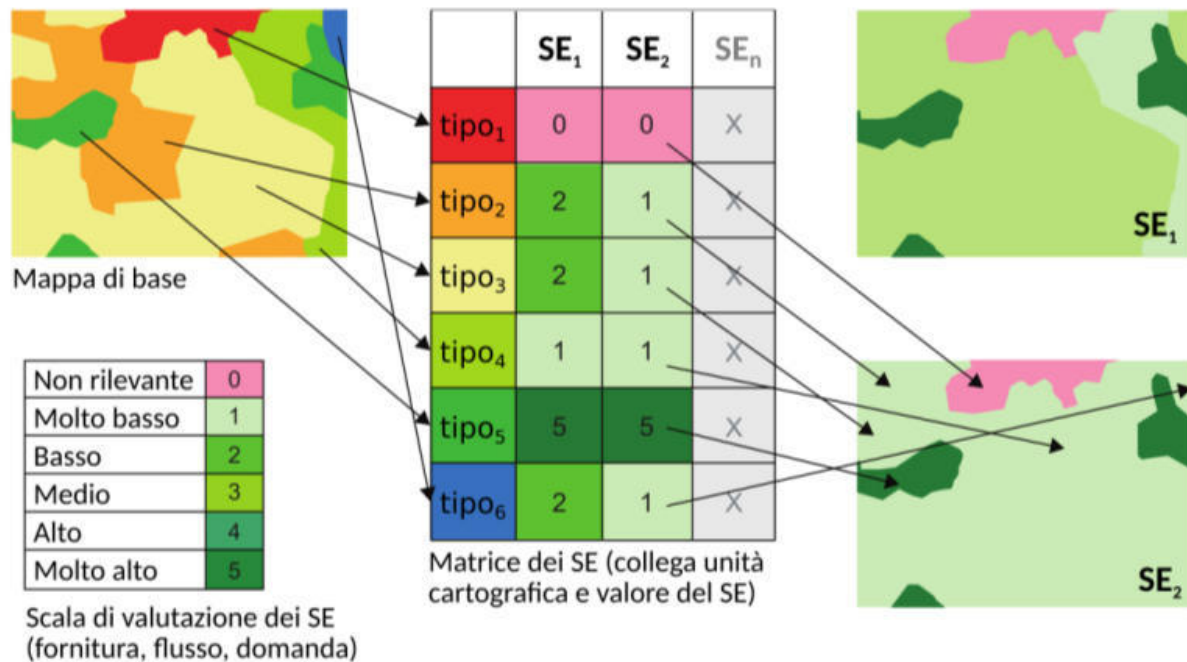 SE₁ SE₂ SEₙ
tipo₁ 0 0 X
tipo₂ 2 1 X
tipo₃ 2 1 X
tipo₄ 1 1 X
tipo₅ 5 5 X
tipo₆ 2 1 X
Mappa di base
Non rilevante 0
Molto basso 1
Basso 2
Medio 3
Alto 4
Molto alto 5
Scala di valutazione dei SE
(fornitura, flusso, domanda)
Matrice dei SE (collega unità
cartografica e valore del SE)
SE₁
SE₂